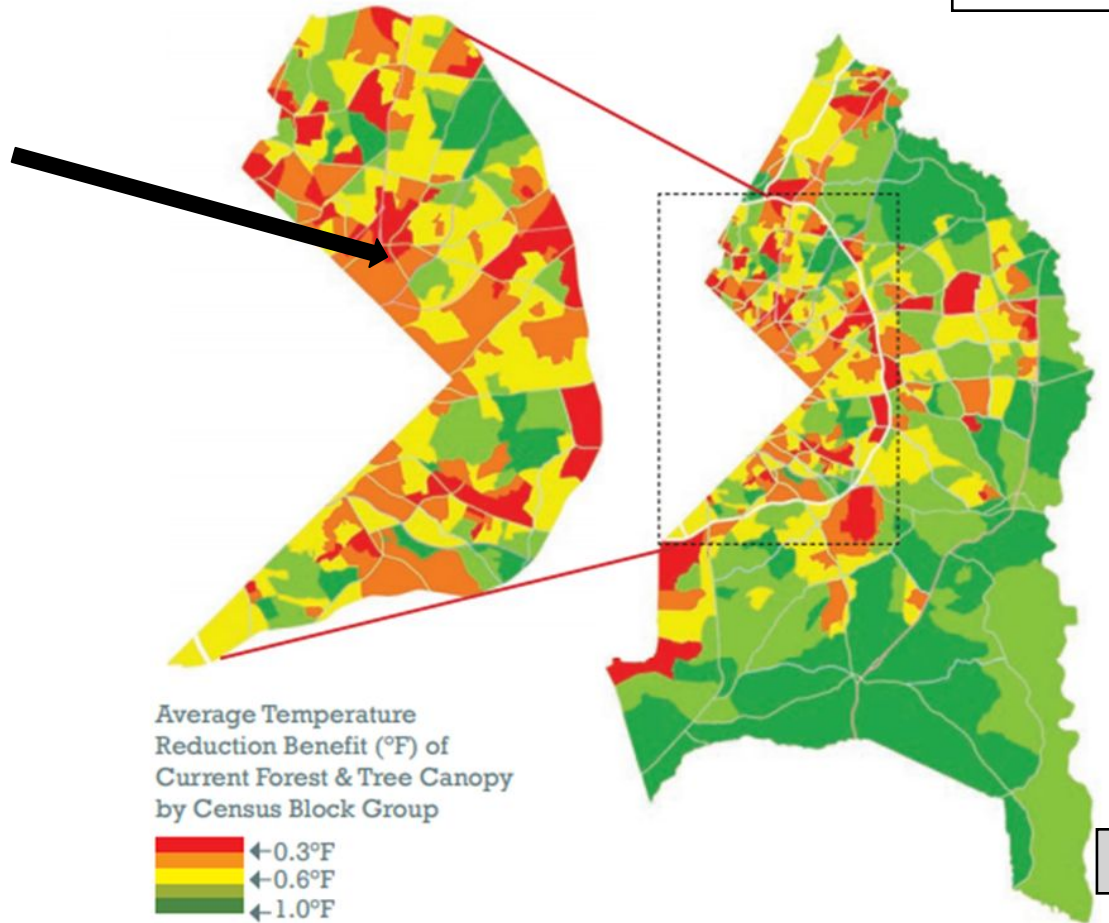 Average Temperature
Reduction Benefit (°F) of
Current Forest & Tree Canopy
by Census Block Group
←0.3°F
←0.6°F
←1.0°F